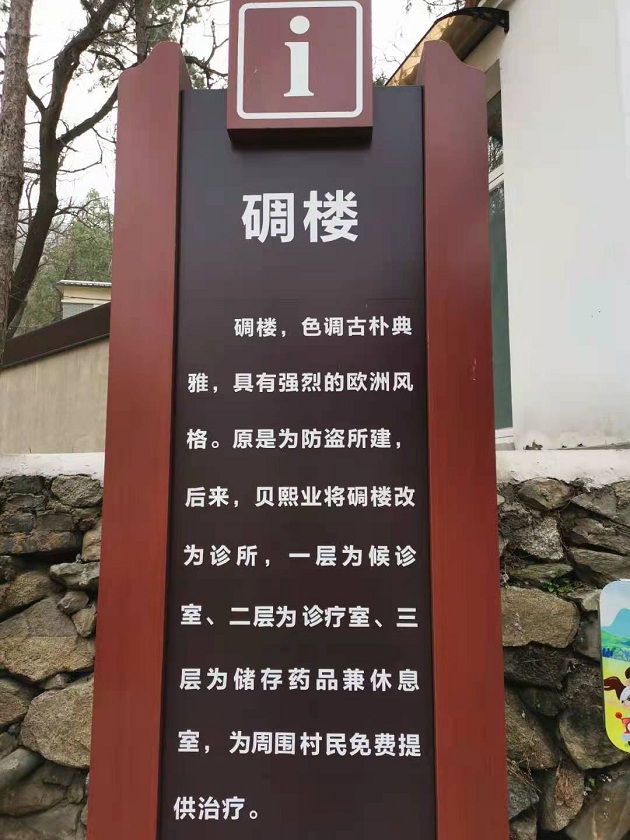 i
碉楼
碉楼，色调古朴典
雅，具有强烈的欧洲风
格。原是为防盗所建，
后来，贝熙业将碉楼改
为诊所，一层为候诊
室、二层为诊疗室、三
层为储存药品兼休息
室，为周围村民免费提
供治疗。